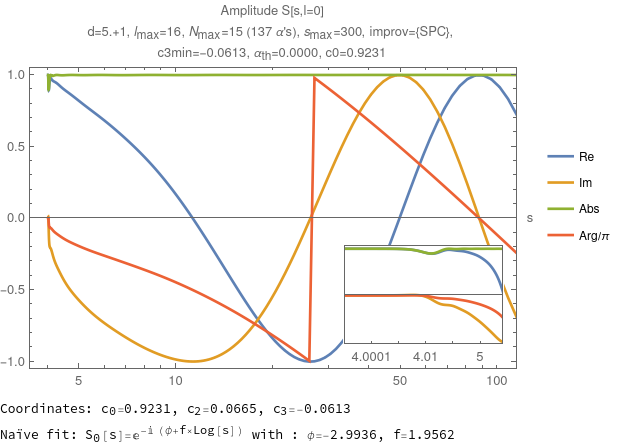 Amplitude S[s,l=0]
d=5.+1, lmax=16, Nmax=15 (137 α's), smax=300, improv={SPC},
c3min=-0.0613, αth=0.0000, c0=0.9231
1.0
0.5
0.0
-0.5
-1.0
s
Re
Im
Abs
Arg/π
4.0001 4.01 5
5 10 50 100
Coordinates: c0=0.9231, c2=0.0665, c3=-0.0613
Naïve fit: S0[s]=e^-i (ϕ+f×Log[s]) with : ϕ=-2.9936, f=1.9562